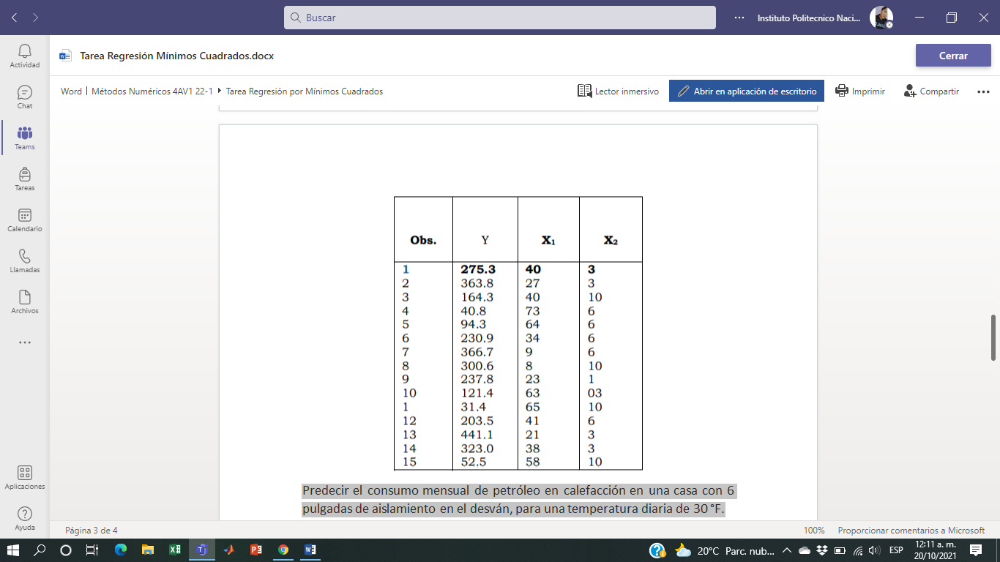 Buscar
Instituto Politecnico Naci...
Actividad
Chat
Teams
Tareas
Calendario
Llamadas
Archivos
Aplicaciones
Ayuda
Tarea Regresión Mínimos Cuadrados.docx
Cerrar
Word | Métodos Numéricos 4AV1 22-1 Tarea Regresión por Mínimos Cuadrados
Lector inmersivo Abrir en aplicación de escritorio Imprimir Compartir
Obs. Y X₁ X₂
1 275.3 40 3
2 363.8 27 3
3 164.3 40 10
4 40.8 73 6
5 94.3 64 6
6 230.9 34 6
7 366.7 9 6
8 300.6 8 10
9 237.8 23 1
10 121.4 63 03
1 31.4 65 10
12 203.5 41 6
13 441.1 21 3
14 323.0 38 3
15 52.5 58 10
Predecir el consumo mensual de petróleo en calefacción en una casa con 6
pulgadas de aislamiento en el desván, para una temperatura diaria de 30 °F.
Página 3 de 4
100% Proporcionar comentarios a Microsoft
20°C Parc. nub...
ESP
12:11 a. m.
20/10/2021